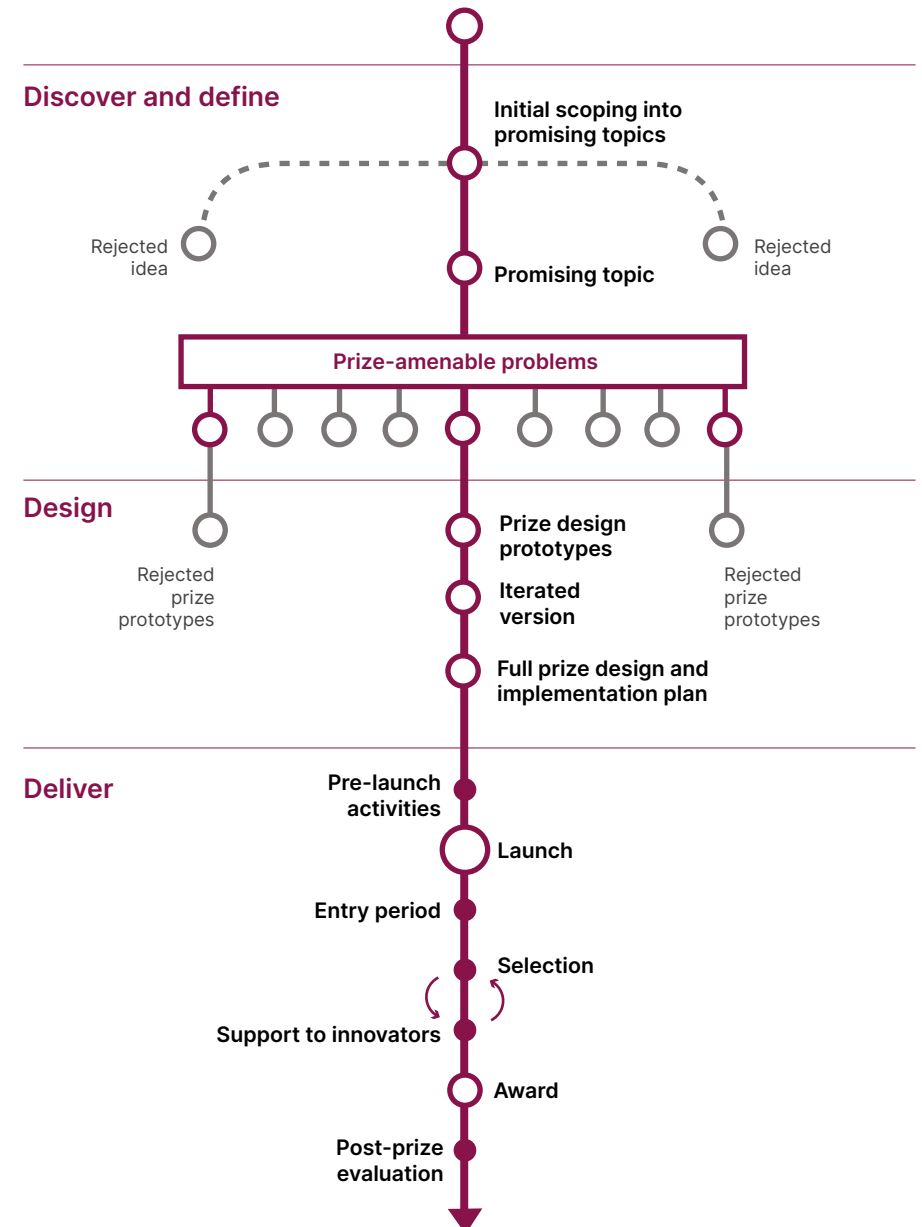 Discover and define
Initial scoping into
promising topics
Rejected
idea
Rejected
idea
Promising topic
Prize-amenable problems
Design
Prize design
prototypes
Rejected
prize
prototypes
Rejected
prize
prototypes
Iterated
version
Full prize design and
implementation plan
Deliver
Pre-launch
activities
Launch
Entry period
Selection
Support to innovators
Award
Post-prize
evaluation